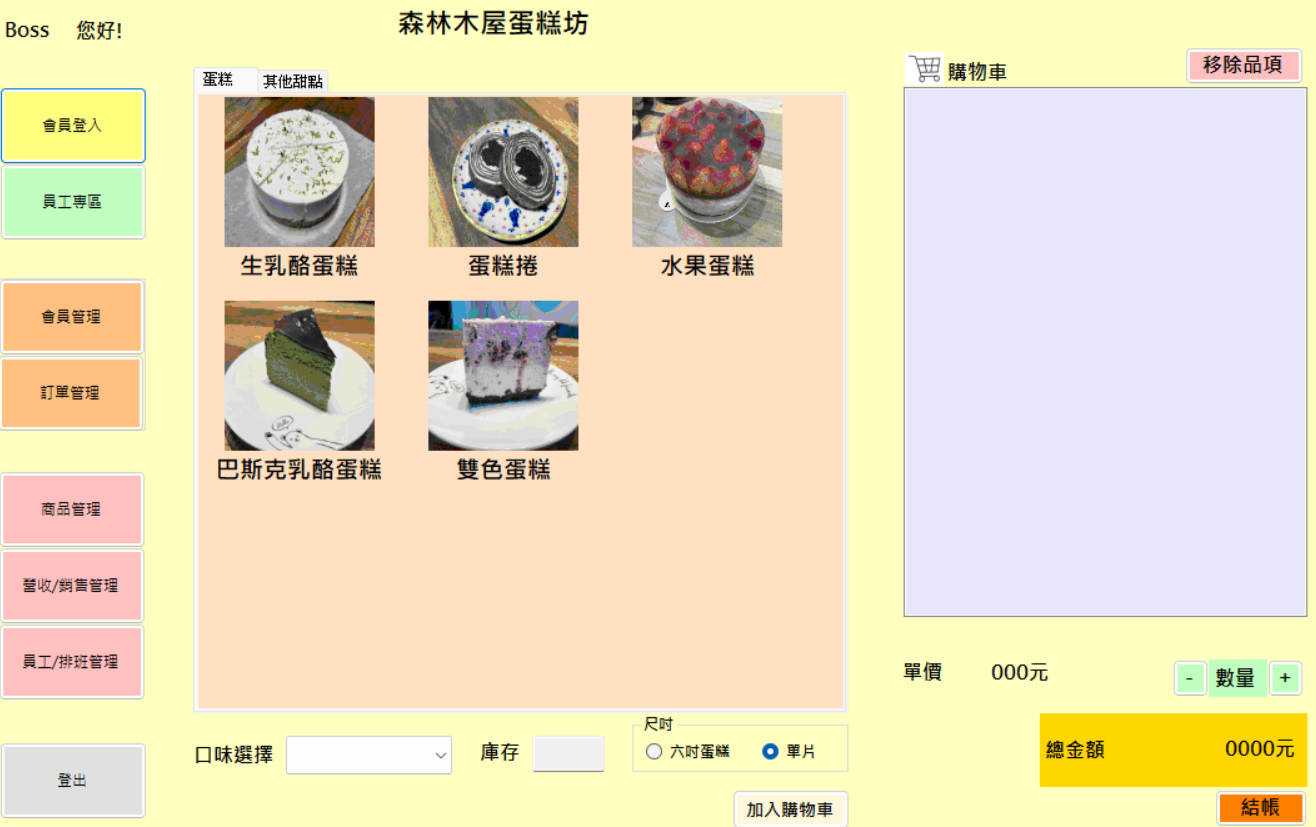 Boss 您好!
森林木屋蛋糕坊
會員登入
員工專區
會員管理
訂單管理
商品管理
營收/銷售管理
員工/排班管理
登出
蛋糕 其他甜點
生乳酪蛋糕 蛋糕捲 水果蛋糕
巴斯克乳酪蛋糕 雙色蛋糕
口味選擇
庫存
尺吋
六吋蛋糕 單片
加入購物車
購物車
移除品項
單價 000元
- 數量 +
總金額 0000元
結帳